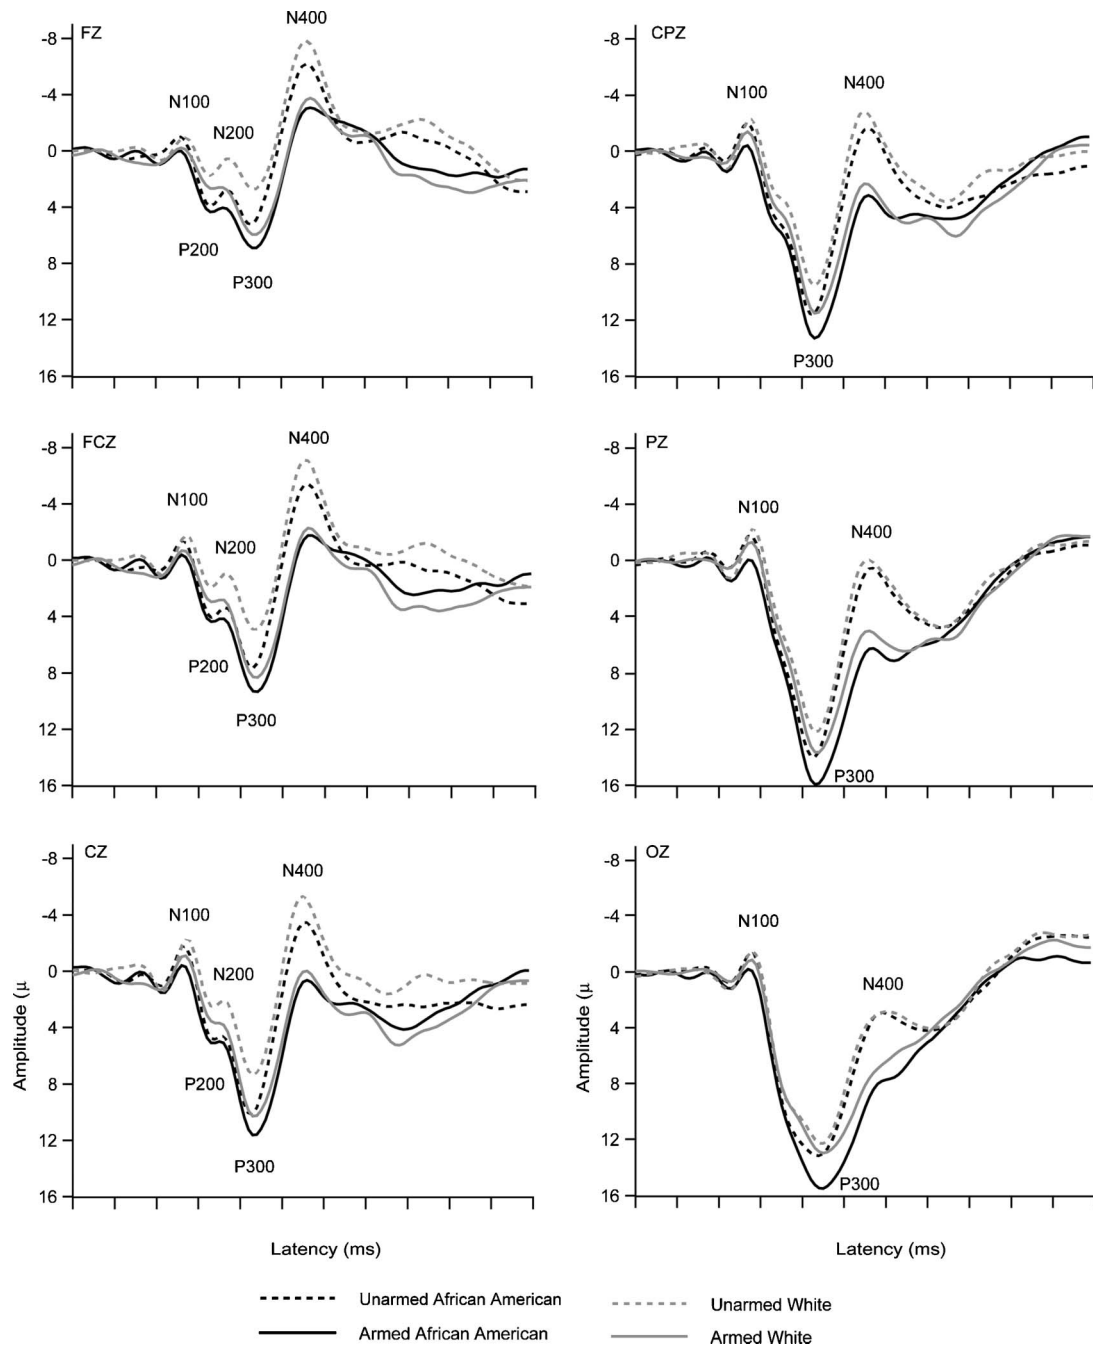 FZ
N400
-8
-4
N100
N200
0
4
P200
P300
8
12
16
CPZ
-8
N100
N400
-4
0
4
8
12
P300
16
FCZ
N400
-8
N100
-4
N200
0
4
P200
8
P300
12
16
PZ
-8
N100
N400
-4
0
4
8
12
P300
16
CZ
-8
N400
N100
-4
N200
0
4
P200
8
12
P300
16
Amplitude (μ
Latency (ms)
OZ
-8
N100
-4
N400
0
4
8
12
P300
16
Amplitude (μ
Latency (ms)
Unarmed African American
Unarmed White
Armed African American
Armed White